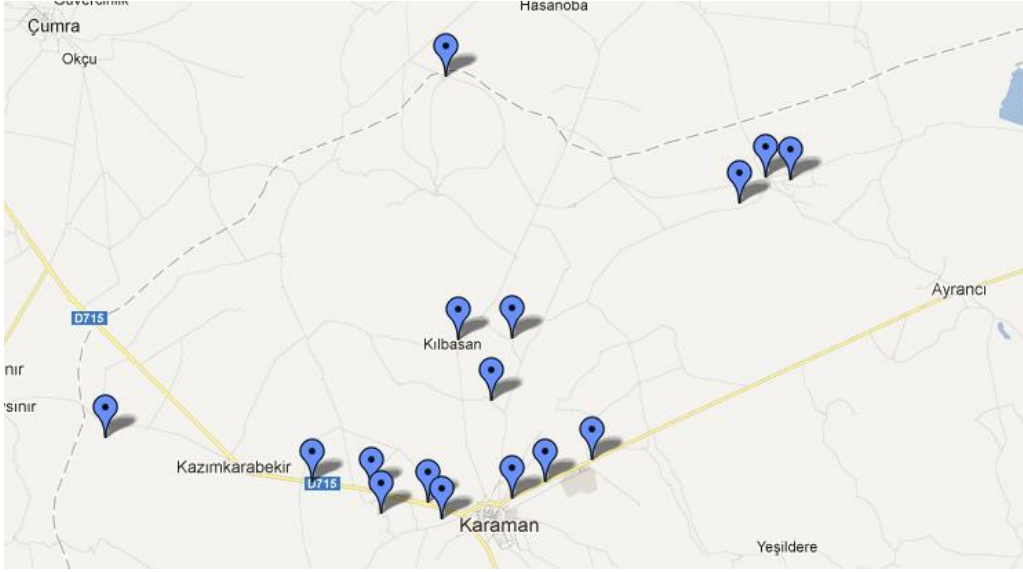 Hasanoba
Çumra
Okçu
Ayrancı
D715
Kılbasan
Kazımkarabekir
D715
Karaman
Yeşildere